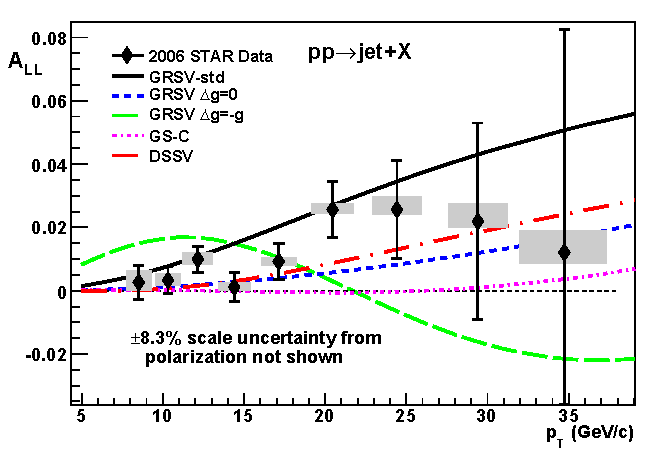 0.08
A_LL
2006 STAR Data
pp→jet+X
GRSV-std
0.06
GRSV Δg=0
GRSV Δg=-g
0.04
GS-C
DSSV
0.02
0
±8.3% scale uncertainty from
polarization not shown
-0.02
5 10 15 20 25 30 35
p_T (GeV/c)